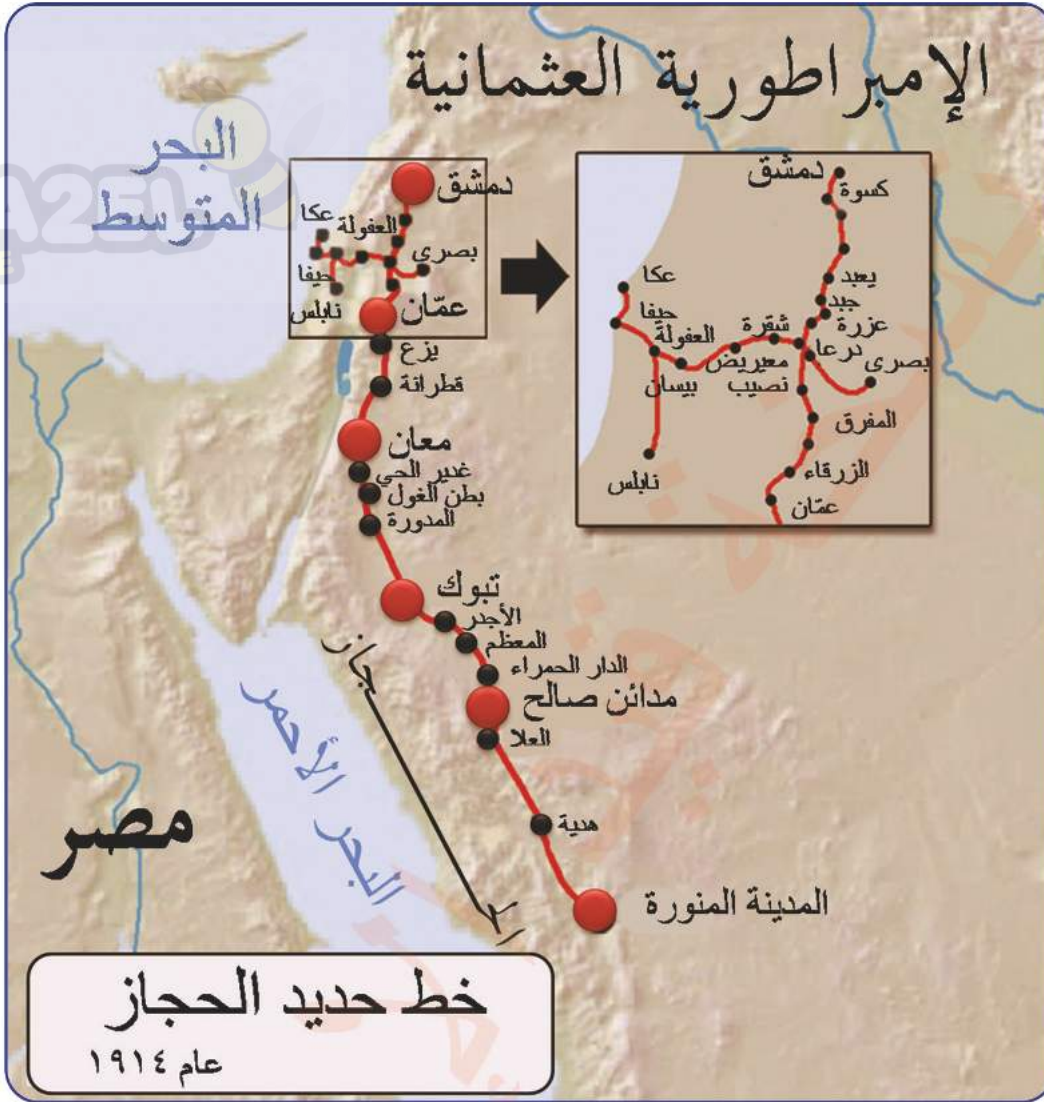 الإمبراطورية العثمانية
البحر
المتوسط
دمشق
عكا
العفولة
بصرى
حيفا
نابلس
عمّان
يزع
قطرانة
معان
غدير الحي
بطن الغول
المدورة
تبوك
الأجدر
المعظم
الدار الحمراء
مدائن صالح
العلا
هدية
المدينة المنورة
الحجاز
البحر الأحمر
مصر
دمشق
كسوة
يعبد
جبد
عزرة
درعا
بصرى
عكا
حيفا
العفولة
شقرة
معيريض
بيسان
نصيب
المفرق
نابلس
الزرقاء
عمّان
خط حديد الحجاز
عام ١٩١٤